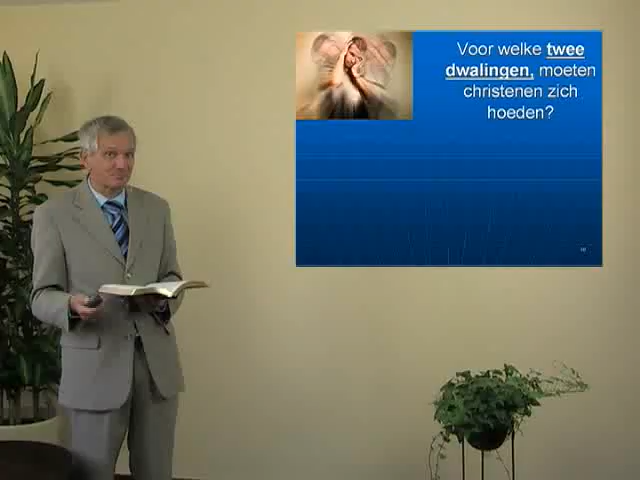 Voor welke twee
dwalingen, moeten
christenen zich
hoeden?